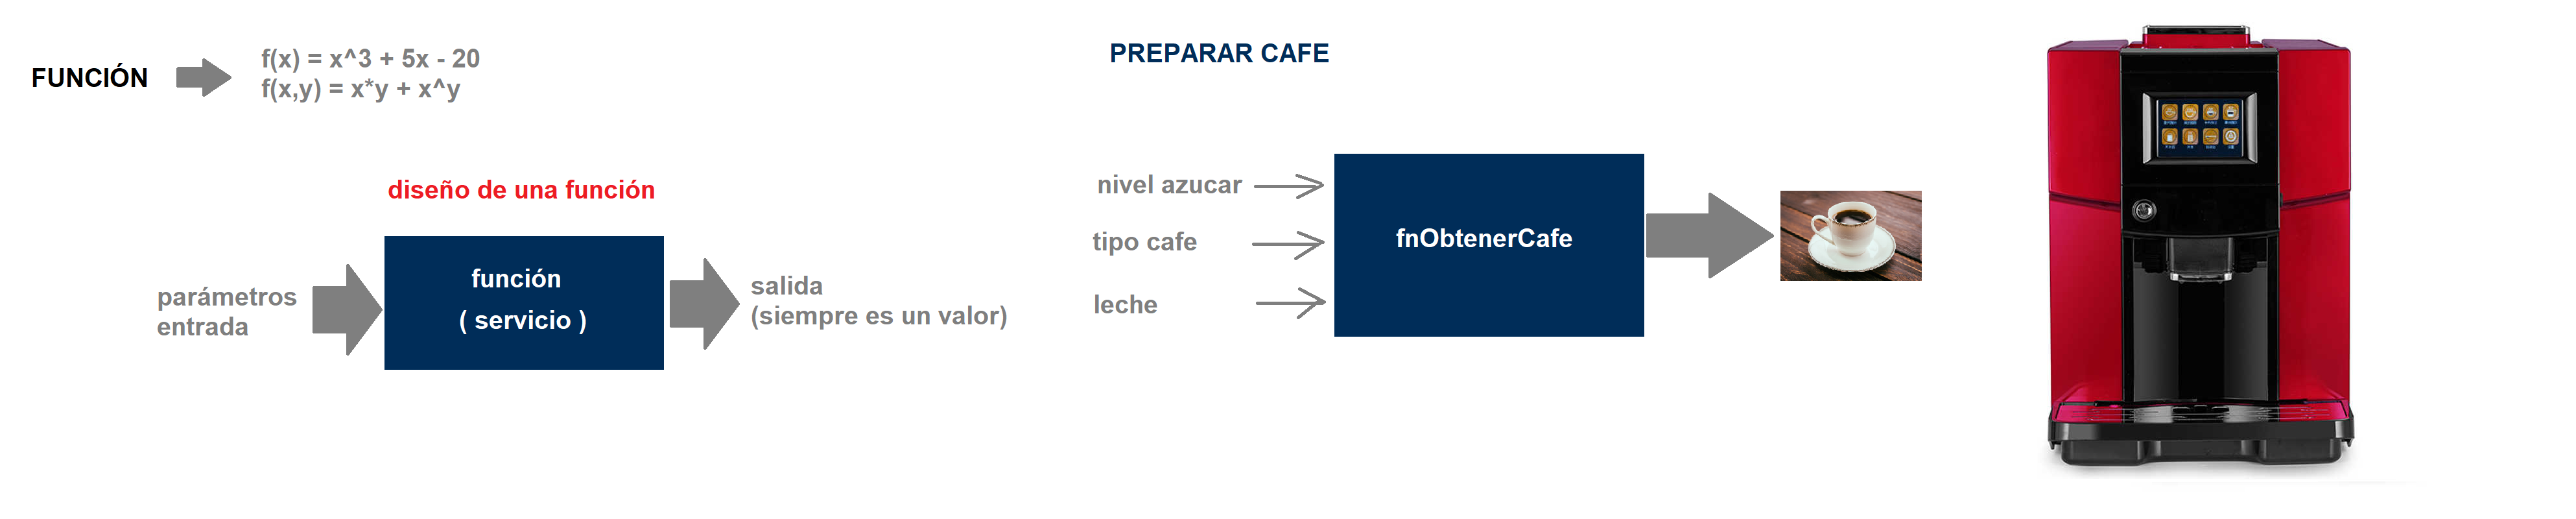 FUNCIÓN
f(x) = x^3 + 5x - 20
f(x,y) = x*y + x^y
diseño de una función
parámetros
entrada
función
( servicio )
salida
(siempre es un valor)
PREPARAR CAFE
nivel azucar
tipo cafe
leche
fnObtenerCafe